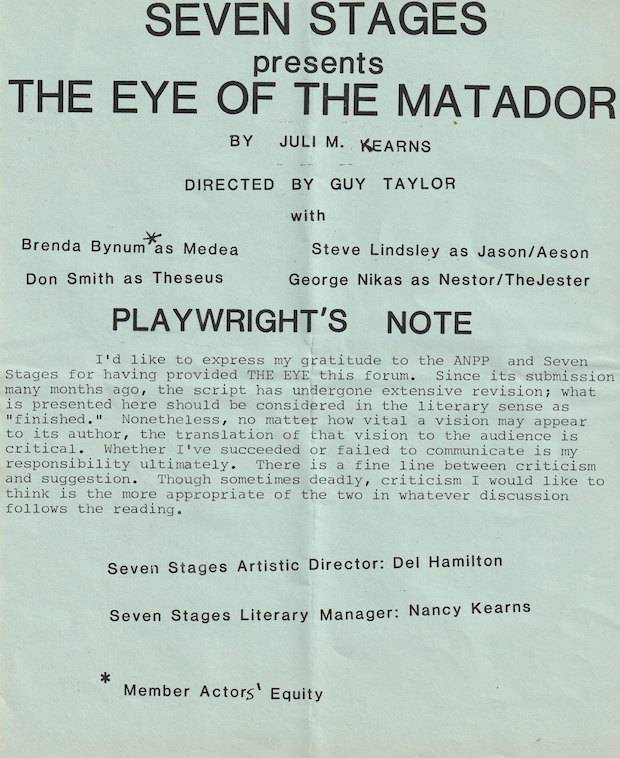 SEVEN STAGES
presents
THE EYE OF THE MATADOR
BY JULI M. KEARNS
DIRECTED BY GUY TAYLOR
with
Brenda Bynum* as Medea Steve Lindsley as Jason/Aeson
Don Smith as Theseus George Nikas as Nestor/TheJester
PLAYWRIGHT'S NOTE
I'd like to express my gratitude to the ANPP and Seven
Stages for having provided THE EYE this forum. Since its submission
many months ago, the script has undergone extensive revision; what
is presented here should be considered in the literary sense as
"finished." Nonetheless, no matter how vital a vision may appear
to its author, the translation of that vision to the audience is
critical. Whether I've succeeded or failed to communicate is my
responsibility ultimately. There is a fine line between criticism
and suggestion. Though sometimes deadly, criticism I would like to
think is the more appropriate of the two in whatever discussion
follows the reading.
Seven Stages Artistic Director: Del Hamilton
Seven Stages Literary Manager: Nancy Kearns
* Member Actors' Equity